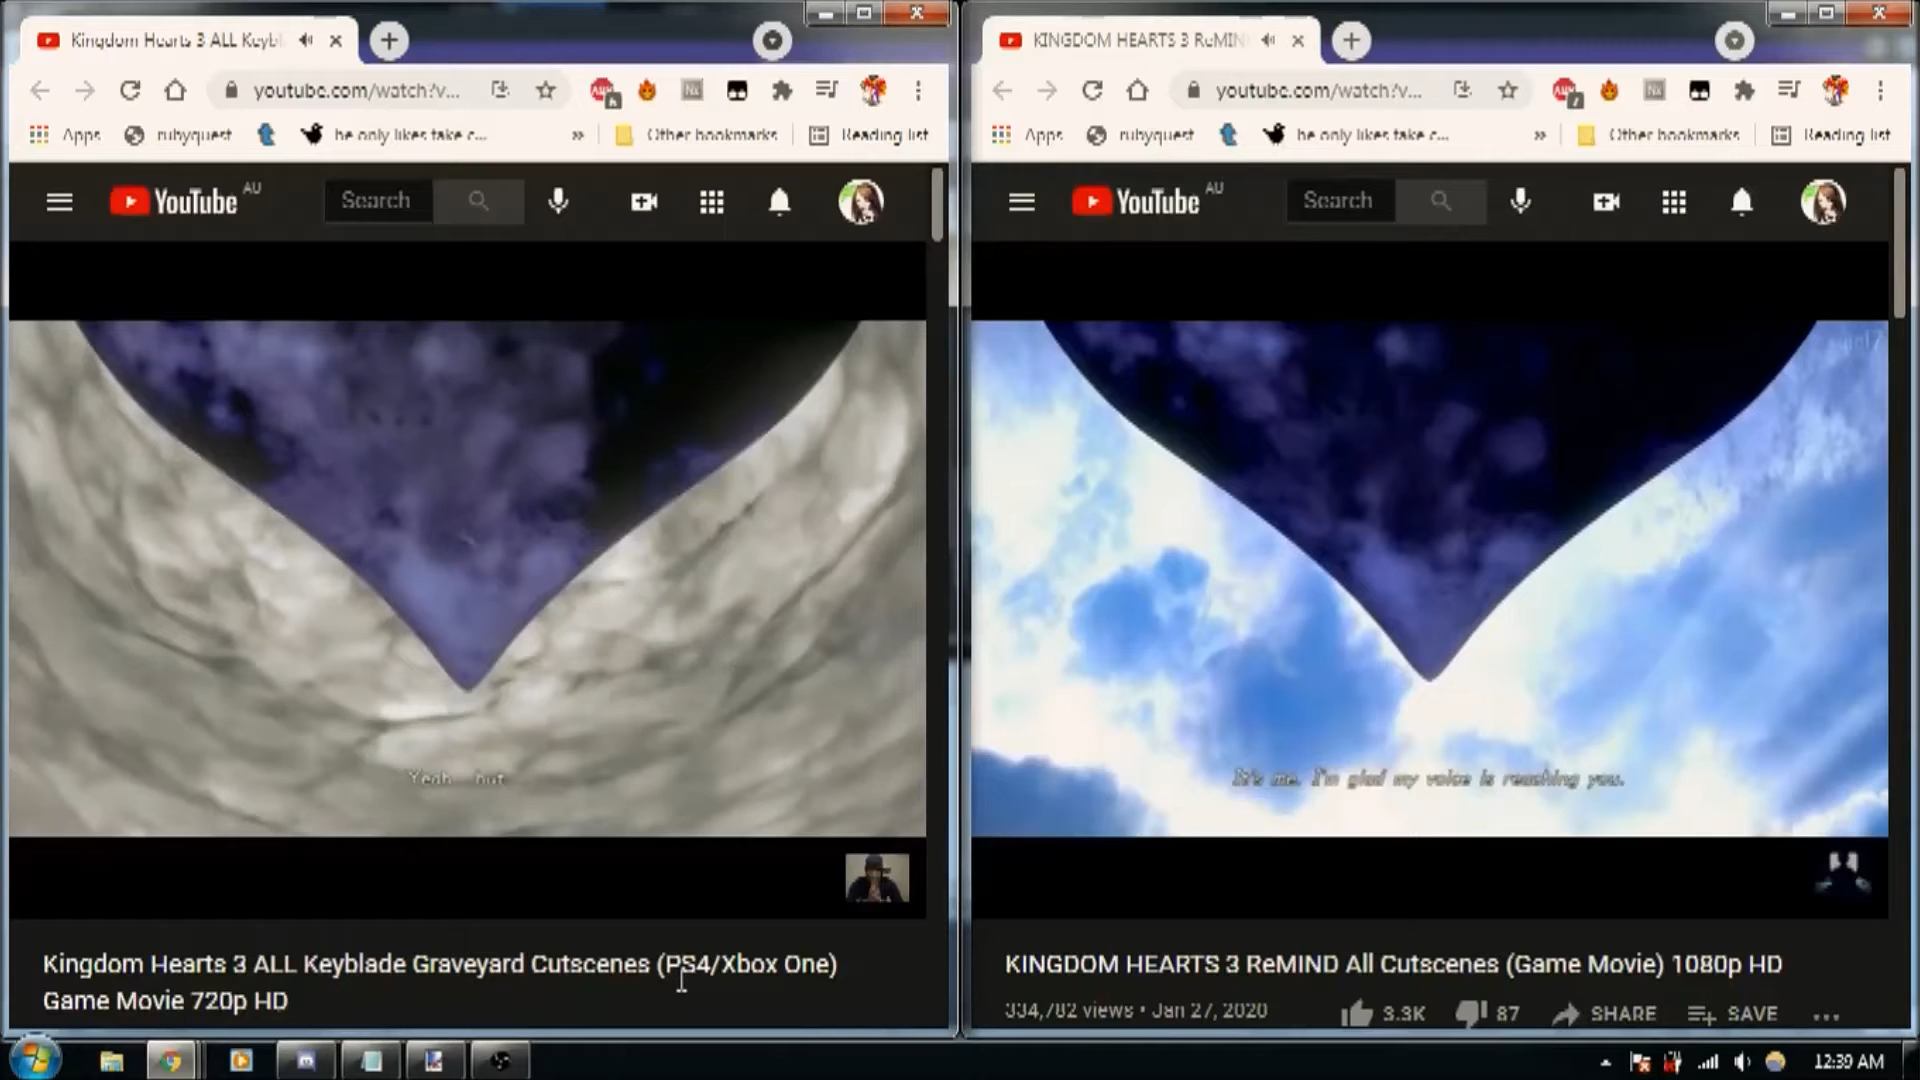 Kingdom Hearts 3 ALL Keybl
youtube.com/watch?v...
Apps
rubyquest
he only likes take c...
»
Other bookmarks
Reading list
YouTube AU
Search
Yeah... but
Kingdom Hearts 3 ALL Keyblade Graveyard Cutscenes (PS4/Xbox One)
Game Movie 720p HD
KINGDOM HEARTS 3 ReMIN
youtube.com/watch?v...
Apps
rubyquest
he only likes take c...
»
Other bookmarks
Reading list
YouTube AU
Search
It's me. I'm glad my voice is reaching you.
KINGDOM HEARTS 3 ReMIND All Cutscenes (Game Movie) 1080p HD
334,782 views • Jan 27, 2020
3.3K
87
SHARE
SAVE
12:39 AM